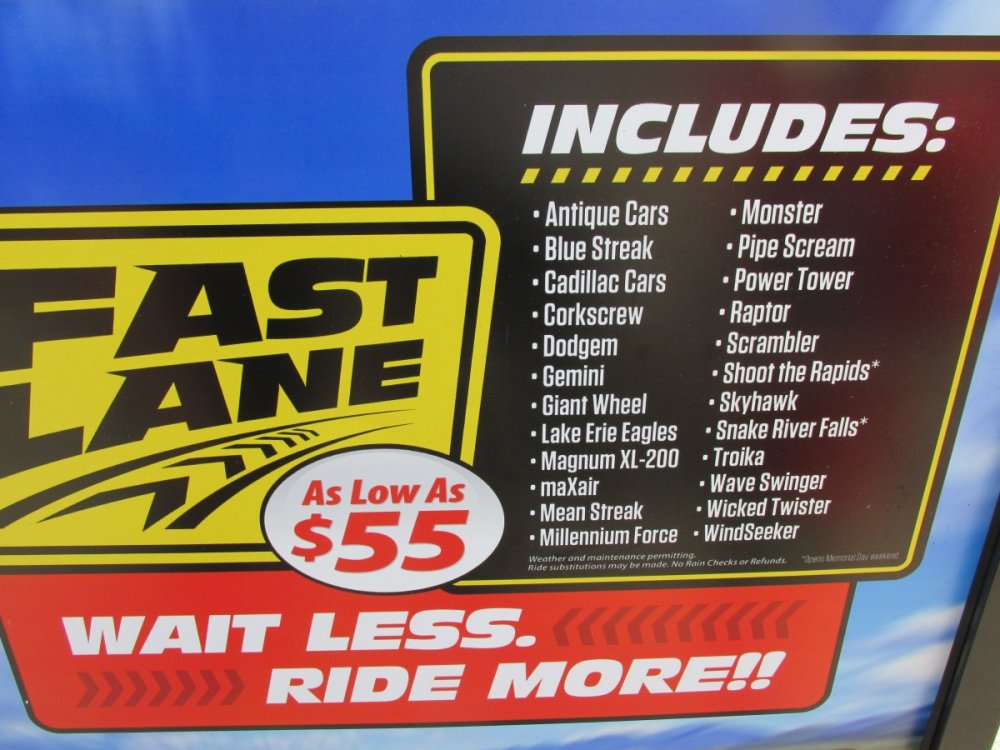 FAST
LANE
As Low As
$55
INCLUDES:
• Antique Cars
• Blue Streak
• Cadillac Cars
• Corkscrew
• Dodgem
• Gemini
• Giant Wheel
• Lake Erie Eagles
• Magnum XL-200
• maXair
• Mean Streak
• Millennium Force
• Monster
• Pipe Scream
• Power Tower
• Raptor
• Scrambler
• Shoot the Rapids*
• Skyhawk
• Snake River Falls*
• Troika
• Wave Swinger
• Wicked Twister
• WindSeeker
Weather and maintenance permitting.
Ride substitutions may be made. No Rain Checks or Refunds.
*Opens Memorial Day weekend
WAIT LESS.
RIDE MORE!!